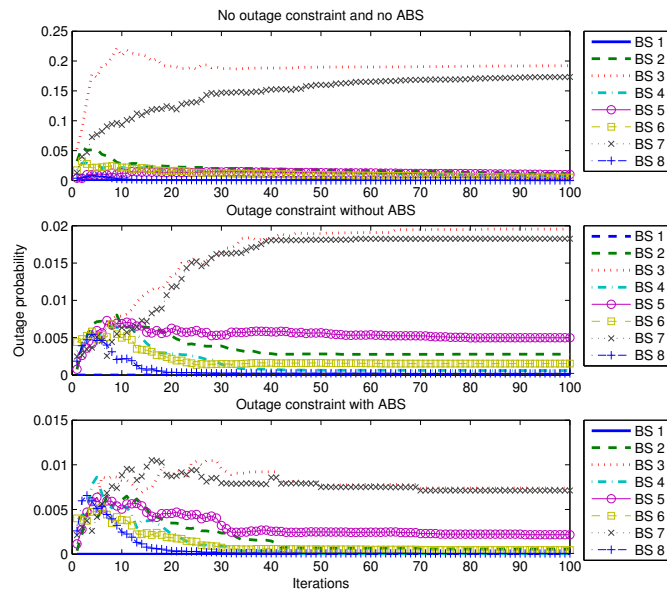 No outage constraint and no ABS
0.25
0.2
0.15
0.1
0.05
0
0 10 20 30 40 50 60 70 80 90 100
BS 1
BS 2
BS 3
BS 4
BS 5
BS 6
BS 7
BS 8
Outage constraint without ABS
Outage probability
0.02
0.015
0.01
0.005
0
0 10 20 30 40 50 60 70 80 90 100
BS 1
BS 2
BS 3
BS 4
BS 5
BS 6
BS 7
BS 8
Outage constraint with ABS
0.015
0.01
0.005
0
0 10 20 30 40 50 60 70 80 90 100
Iterations
BS 1
BS 2
BS 3
BS 4
BS 5
BS 6
BS 7
BS 8